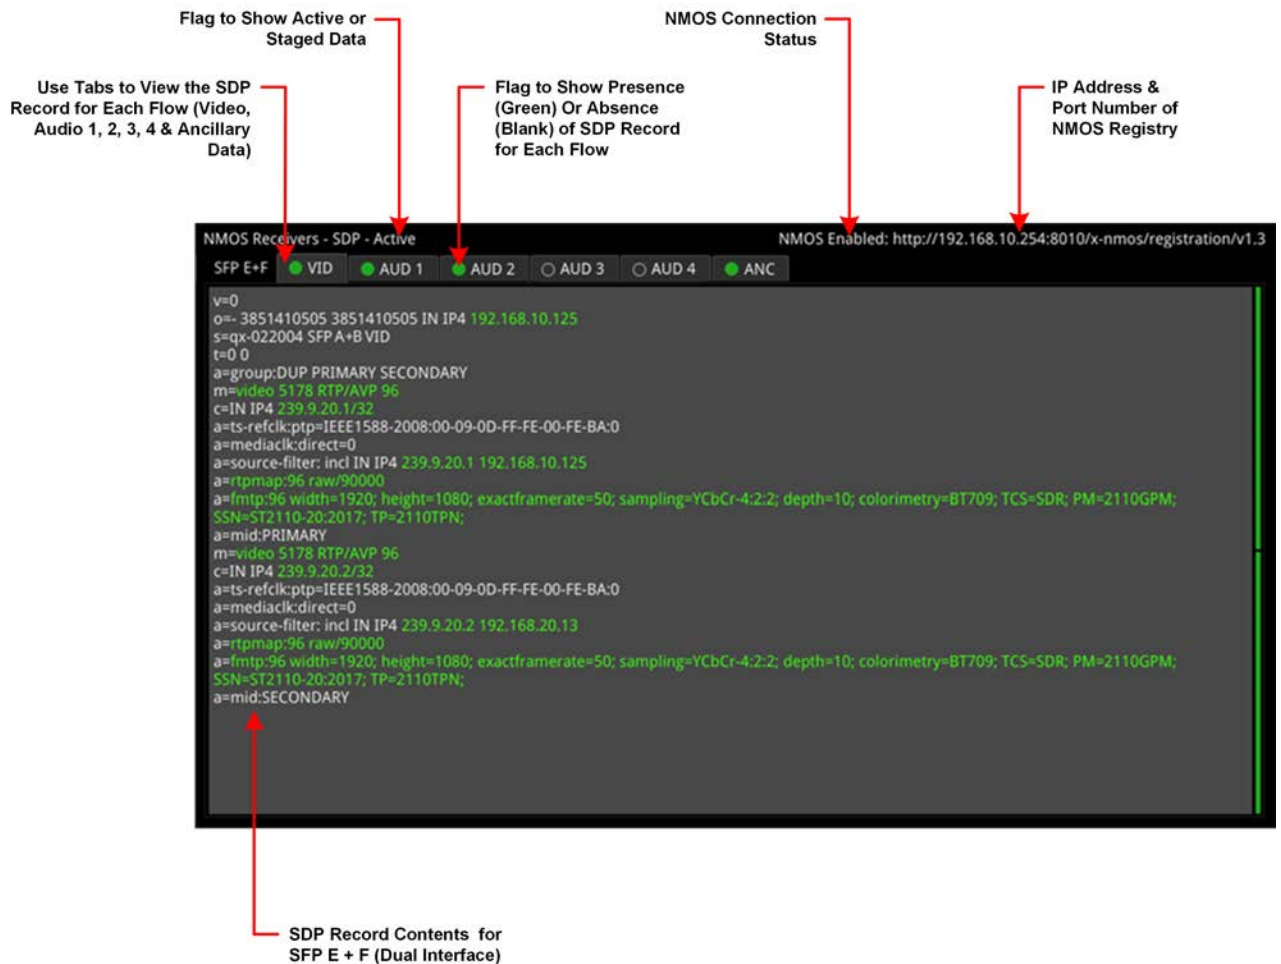 Flag to Show Active or
Staged Data
NMOS Connection
Status
Use Tabs to View the SDP
Record for Each Flow (Video,
Audio 1, 2, 3, 4 & Ancillary
Data)
Flag to Show Presence
(Green) Or Absence
(Blank) of SDP Record
for Each Flow
IP Address &
Port Number of
NMOS Registry
NMOS Receivers - SDP - Active
NMOS Enabled: http://192.168.10.254:8010/x-nmos/registration/v1.3
SFP E+F VID AUD 1 AUD 2 AUD 3 AUD 4 ANC
v=0
o=- 3851410505 3851410505 IN IP4 192.168.10.125
s=qx-022004 SFP A+B VID
t=0 0
a=group:DUP PRIMARY SECONDARY
m=video 5178 RTP/AVP 96
c=IN IP4 239.9.20.1/32
a=ts-refclk:ptp=IEEE1588-2008:00-09-0D-FF-FE-00-FE-BA:0
a=mediaclk:direct=0
a=source-filter: incl IN IP4 239.9.20.1 192.168.10.125
a=rtpmap:96 raw/90000
a=fmtp:96 width=1920; height=1080; exactframerate=50; sampling=YCbCr-4:2:2; depth=10; colorimetry=BT709; TCS=SDR; PM=2110GPM;
SSN=ST2110-20:2017; TP=2110TPN;
a=mid:PRIMARY
m=video 5178 RTP/AVP 96
c=IN IP4 239.9.20.2/32
a=ts-refclk:ptp=IEEE1588-2008:00-09-0D-FF-FE-00-FE-BA:0
a=mediaclk:direct=0
a=source-filter: incl IN IP4 239.9.20.2 192.168.20.13
a=rtpmap:96 raw/90000
a=fmtp:96 width=1920; height=1080; exactframerate=50; sampling=YCbCr-4:2:2; depth=10; colorimetry=BT709; TCS=SDR; PM=2110GPM;
SSN=ST2110-20:2017; TP=2110TPN;
a=mid:SECONDARY
SDP Record Contents for
SFP E + F (Dual Interface)